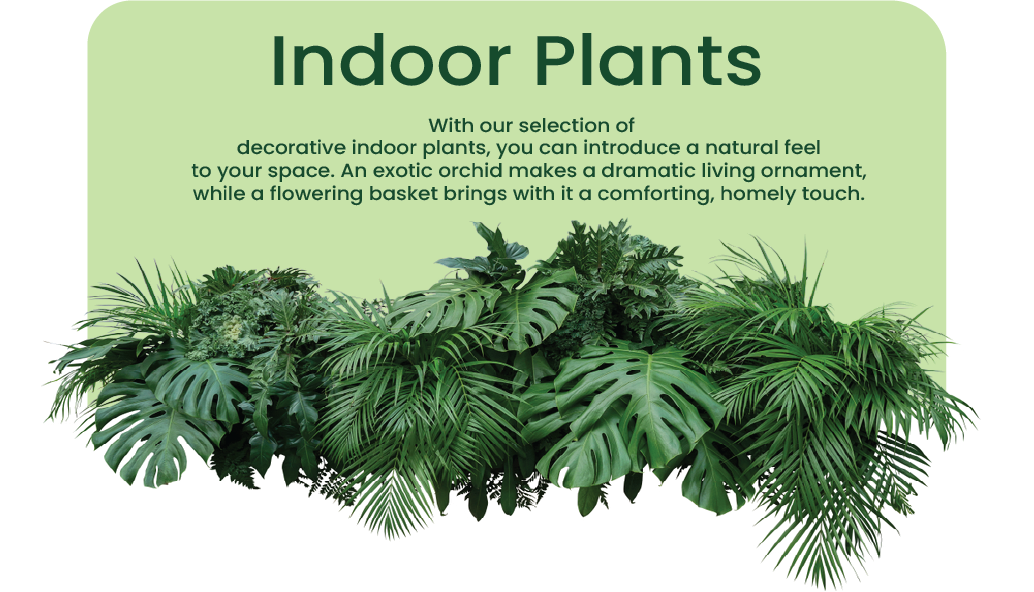 Indoor Plants
With our selection of
decorative indoor plants, you can introduce a natural feel
to your space. An exotic orchid makes a dramatic living ornament,
while a flowering basket brings with it a comforting, homely touch.